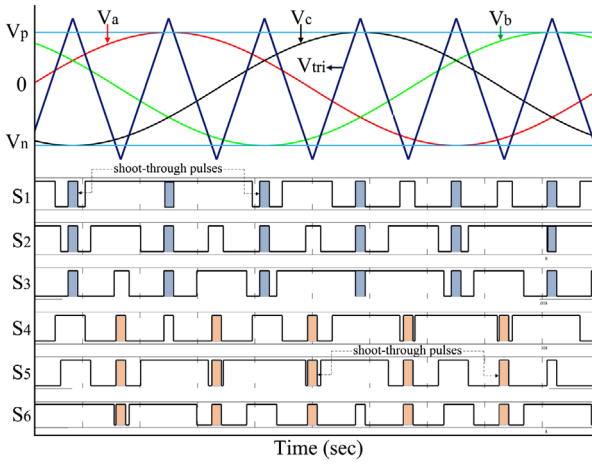 Vp
Va
Vc
Vb
Vtri
0
Vn
shoot-through pulses
S1
S2
S3
S4
shoot-through pulses
S5
S6
Time (sec)